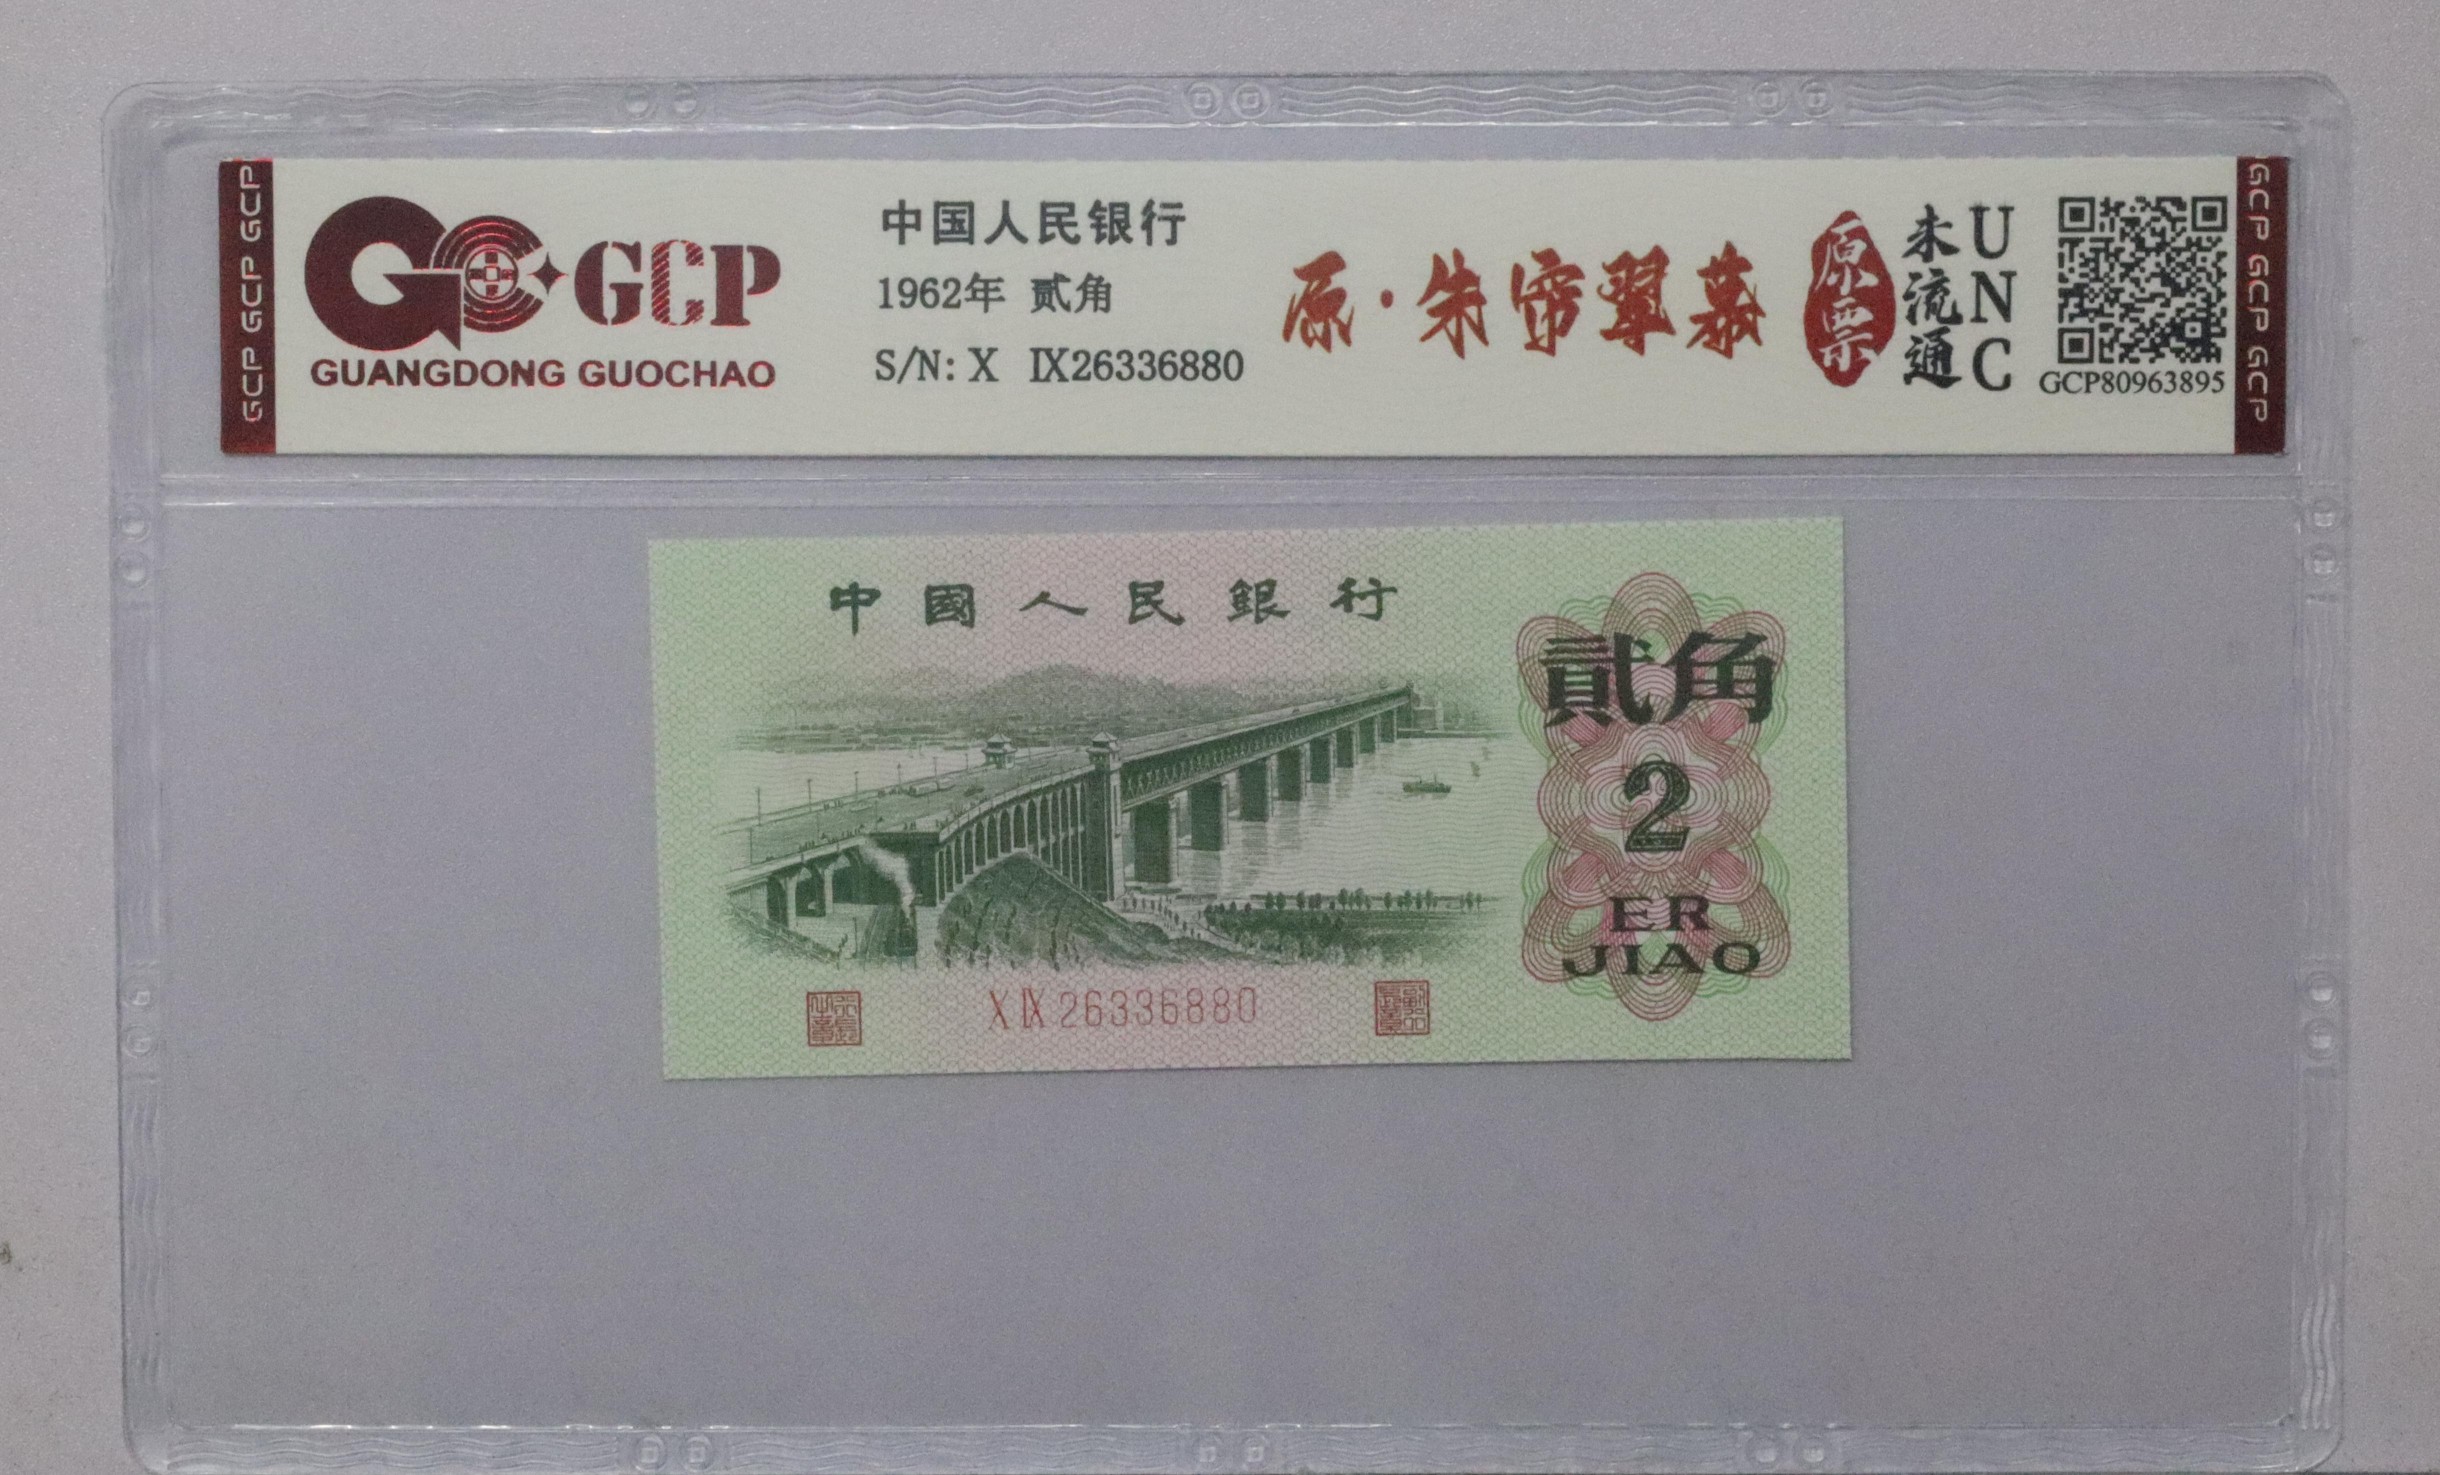 GCP GCP GCP
GCP
GUANGDONG GUOCHAO
中国人民银行
1962年 贰角
S/N: X IX26336880
原·朱帘翠幕
原票
未流通
UNC
GCP80963895
GCP GCP GCP
中國人民銀行
貳角
2
ER
JIAO
X IX 26336880